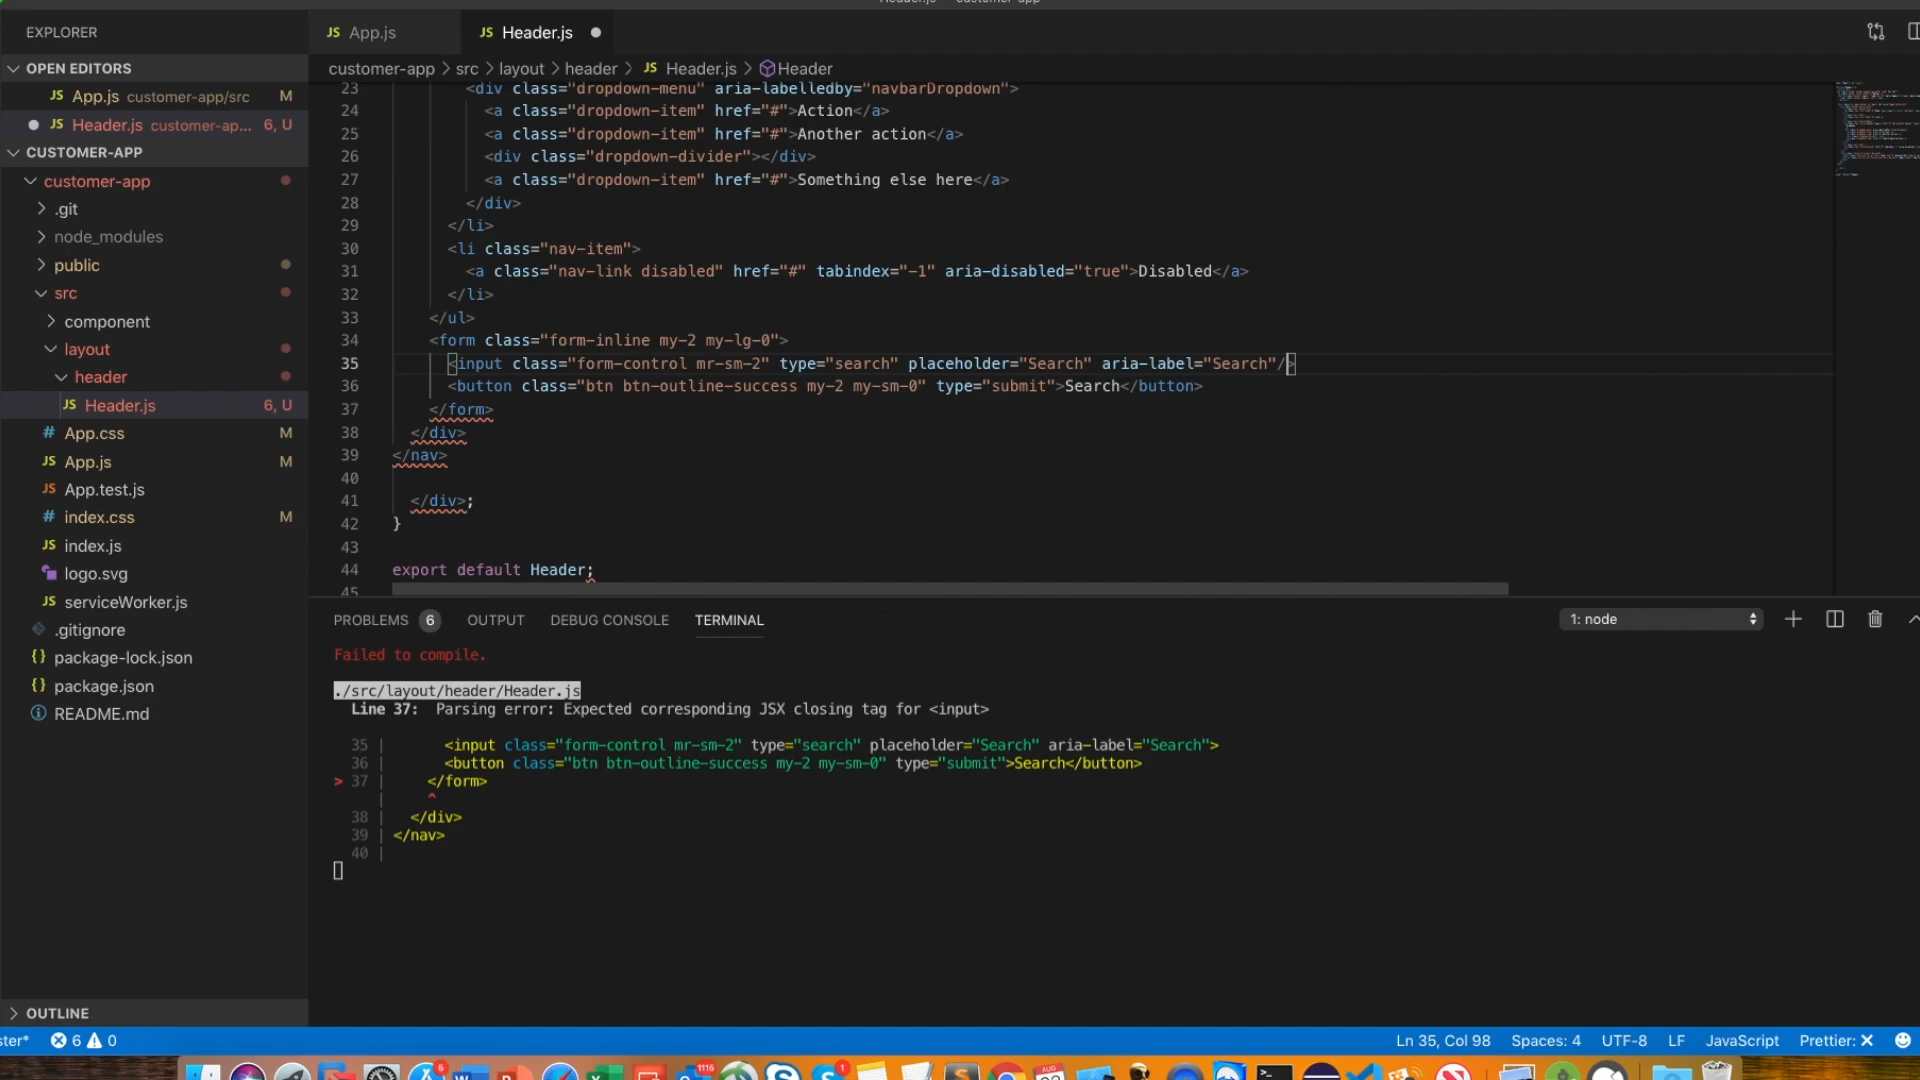 EXPLORER
OPEN EDITORS
JS App.js customer-app/src M
JS Header.js customer-ap... 6, U
CUSTOMER-APP
customer-app
.git
node_modules
public
src
component
layout
header
JS Header.js 6, U
# App.css M
JS App.js M
JS App.test.js
# index.css M
JS index.js
logo.svg
JS serviceWorker.js
.gitignore
{} package-lock.json
{} package.json
README.md
OUTLINE
JS App.js
JS Header.js
customer-app > src > layout > header > JS Header.js > Header
23 <div class="dropdown-menu" aria-labelledby="navbarDropdown">
24 <a class="dropdown-item" href="#">Action</a>
25 <a class="dropdown-item" href="#">Another action</a>
26 <div class="dropdown-divider"></div>
27 <a class="dropdown-item" href="#">Something else here</a>
28 </div>
29 </li>
30 <li class="nav-item">
31 <a class="nav-link disabled" href="#" tabindex="-1" aria-disabled="true">Disabled</a>
32 </li>
33 </ul>
34 <form class="form-inline my-2 my-lg-0">
35 <input class="form-control mr-sm-2" type="search" placeholder="Search" aria-label="Search"/>
36 <button class="btn btn-outline-success my-2 my-sm-0" type="submit">Search</button>
37 </form>
38 </div>
39 </nav>
40
41 </div>;
42 }
43
44 export default Header;
45
PROBLEMS 6 OUTPUT DEBUG CONSOLE TERMINAL 1: node
Failed to compile.
./src/layout/header/Header.js
Line 37: Parsing error: Expected corresponding JSX closing tag for <input>
35 | <input class="form-control mr-sm-2" type="search" placeholder="Search" aria-label="Search">
36 | <button class="btn btn-outline-success my-2 my-sm-0" type="submit">Search</button>
> 37 | </form>
| ^
38 | </div>
39 | </nav>
40 |
ster* 6 0 Ln 35, Col 98 Spaces: 4 UTF-8 LF JavaScript Prettier: ✕